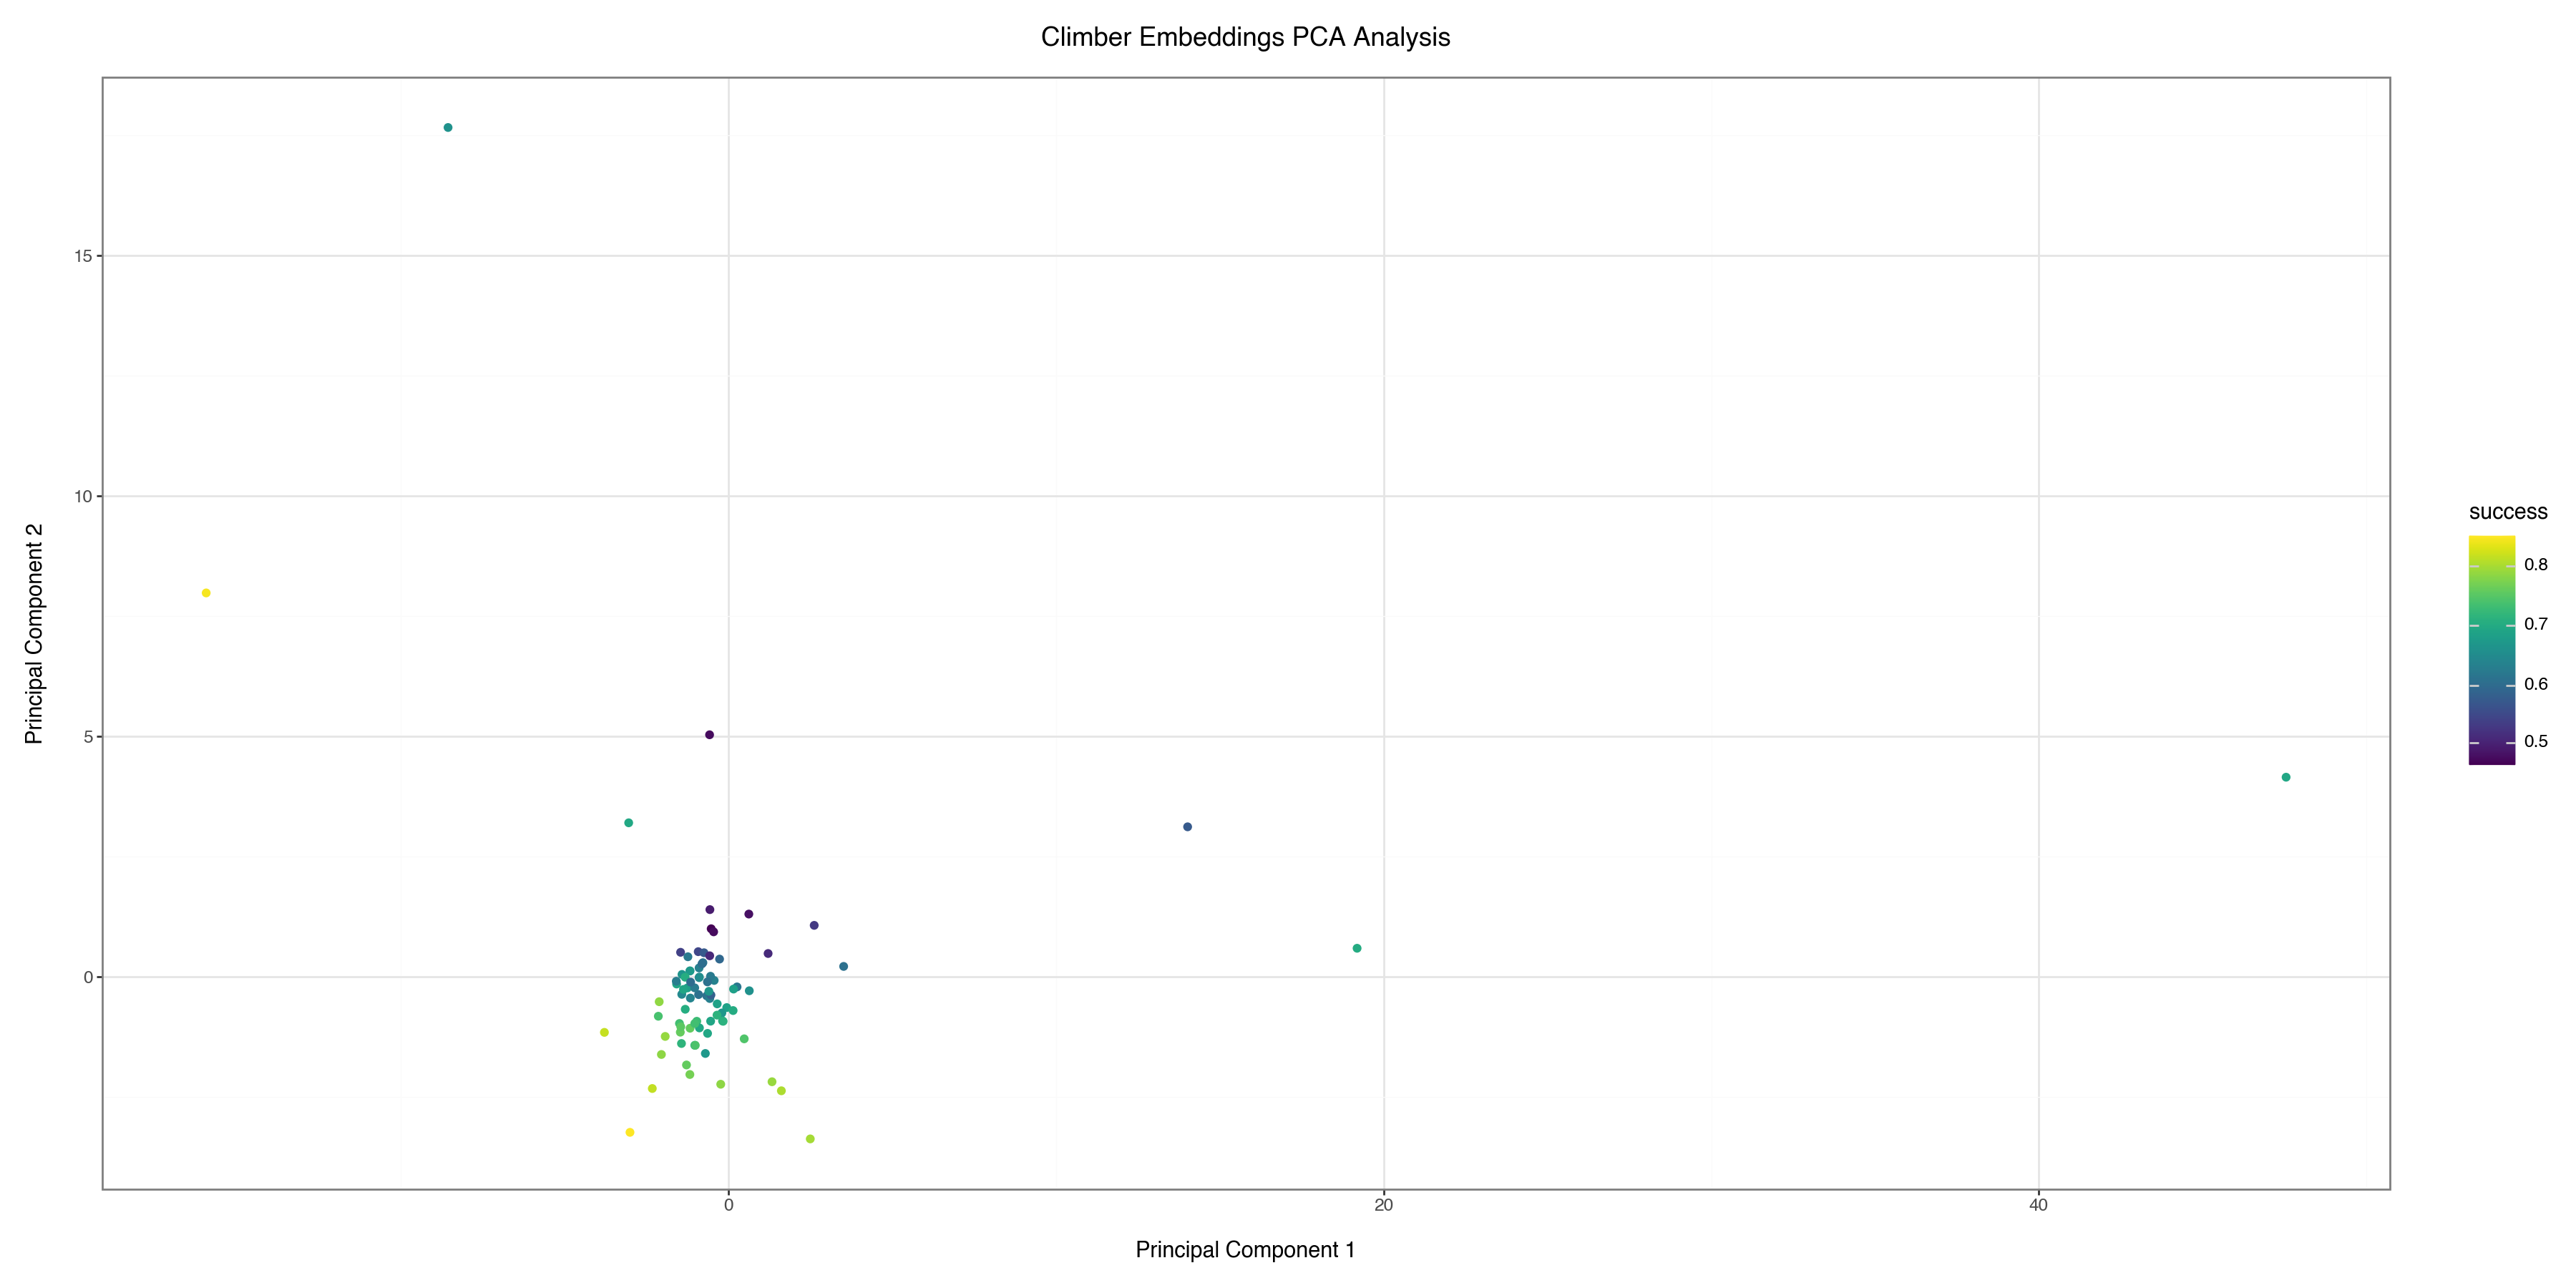 Climber Embeddings PCA Analysis
15
10
5
0
Principal Component 2
0
20
40
Principal Component 1
success
0.8
0.7
0.6
0.5